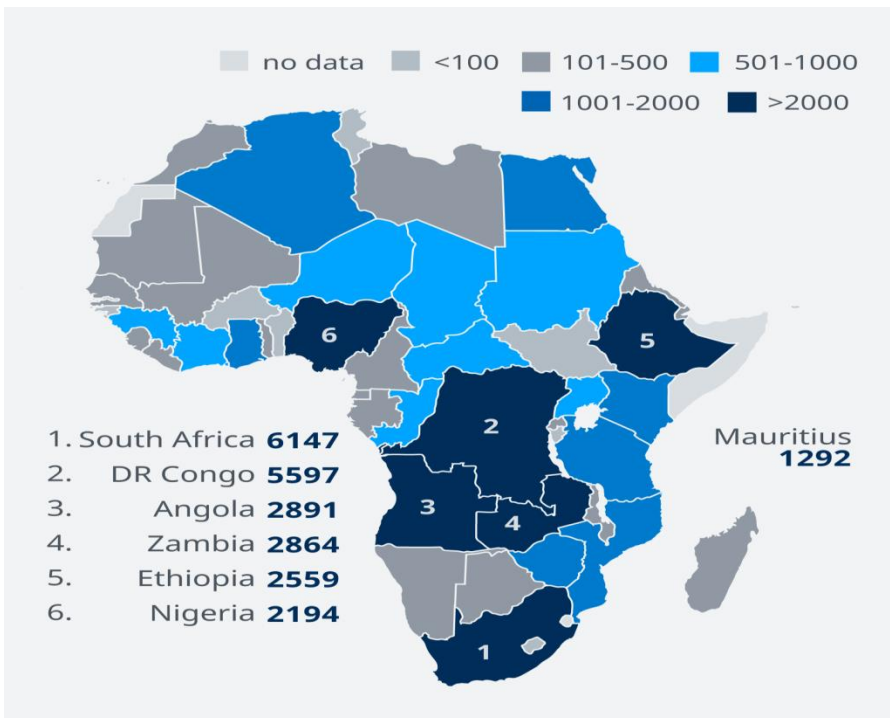 no data <100 101-500 501-1000
1001-2000 >2000
6
5
2
3
4
1
1. South Africa 6147
2. DR Congo 5597
3. Angola 2891
4. Zambia 2864
5. Ethiopia 2559
6. Nigeria 2194
Mauritius
1292